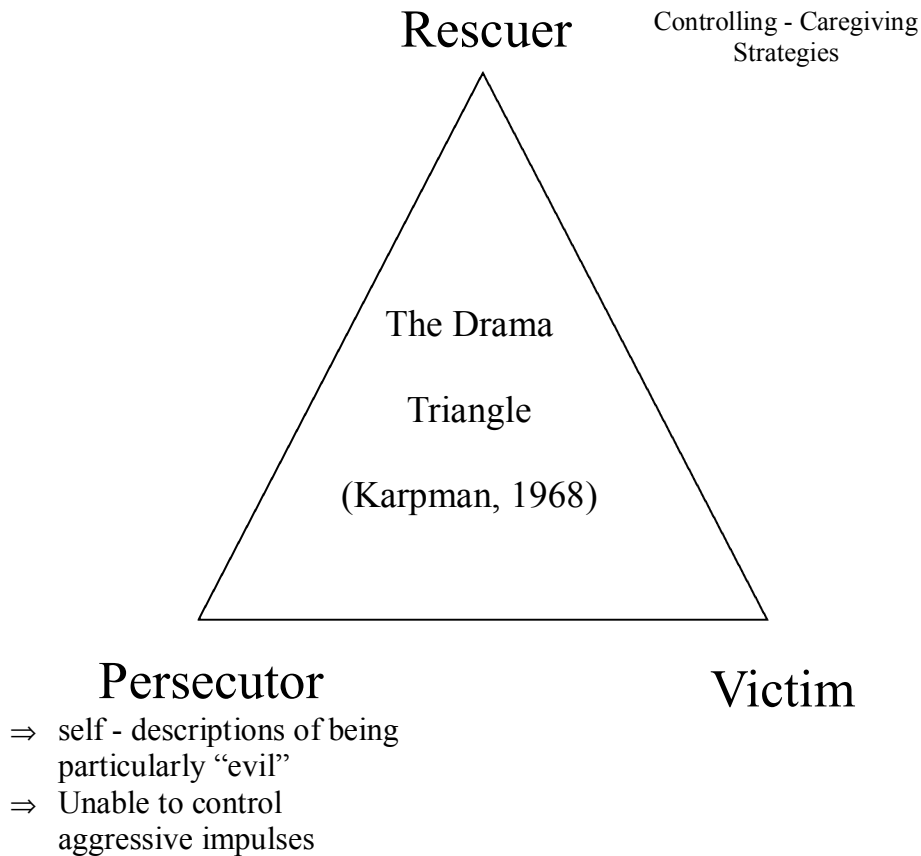 Rescuer
Controlling - Caregiving
Strategies
The Drama
Triangle
(Karpman, 1968)
Persecutor
⇒ self - descriptions of being
particularly “evil”
⇒ Unable to control
aggressive impulses
Victim